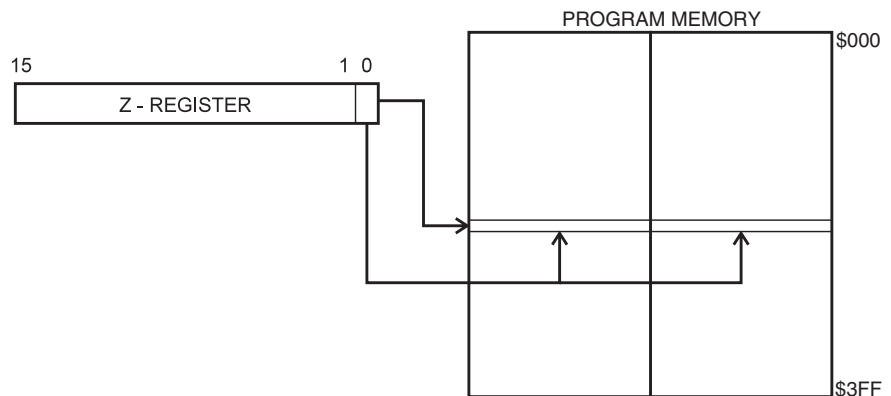 PROGRAM MEMORY
$000
15 1 0
Z - REGISTER
$3FF